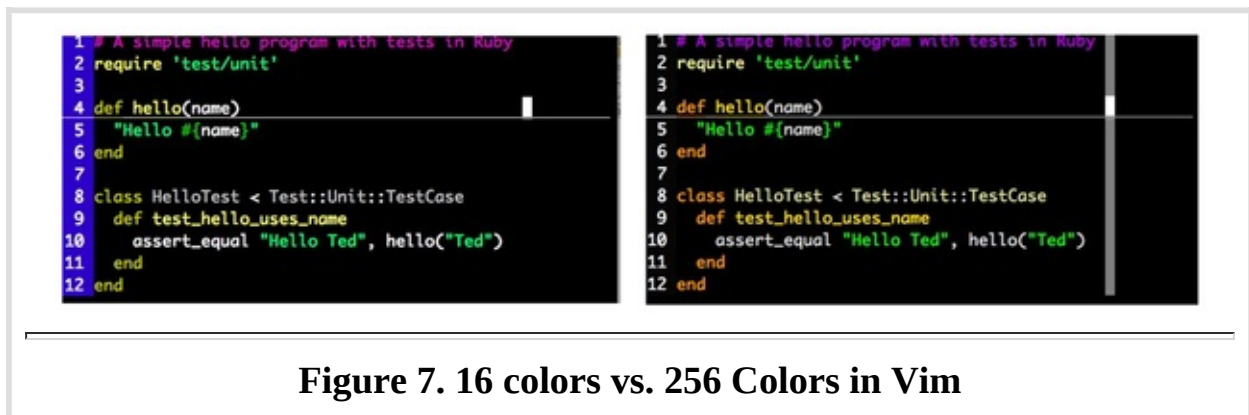 1 # A simple hello program with tests in Ruby
2 require 'test/unit'
3
4 def hello(name)
5   "Hello #{name}"
6 end
7
8 class HelloTest < Test::Unit::TestCase
9   def test_hello_uses_name
10     assert_equal "Hello Ted", hello("Ted")
11   end
12 end
1 # A simple hello program with tests in Ruby
2 require 'test/unit'
3
4 def hello(name)
5   "Hello #{name}"
6 end
7
8 class HelloTest < Test::Unit::TestCase
9   def test_hello_uses_name
10     assert_equal "Hello Ted", hello("Ted")
11   end
12 end
Figure 7. 16 colors vs. 256 Colors in Vim